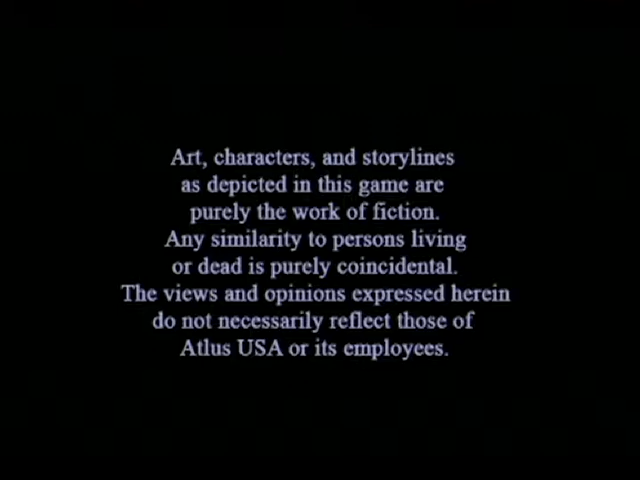 Art, characters, and storylines
as depicted in this game are
purely the work of fiction.
Any similarity to persons living
or dead is purely coincidental.
The views and opinions expressed herein
do not necessarily reflect those of
Atlus USA or its employees.